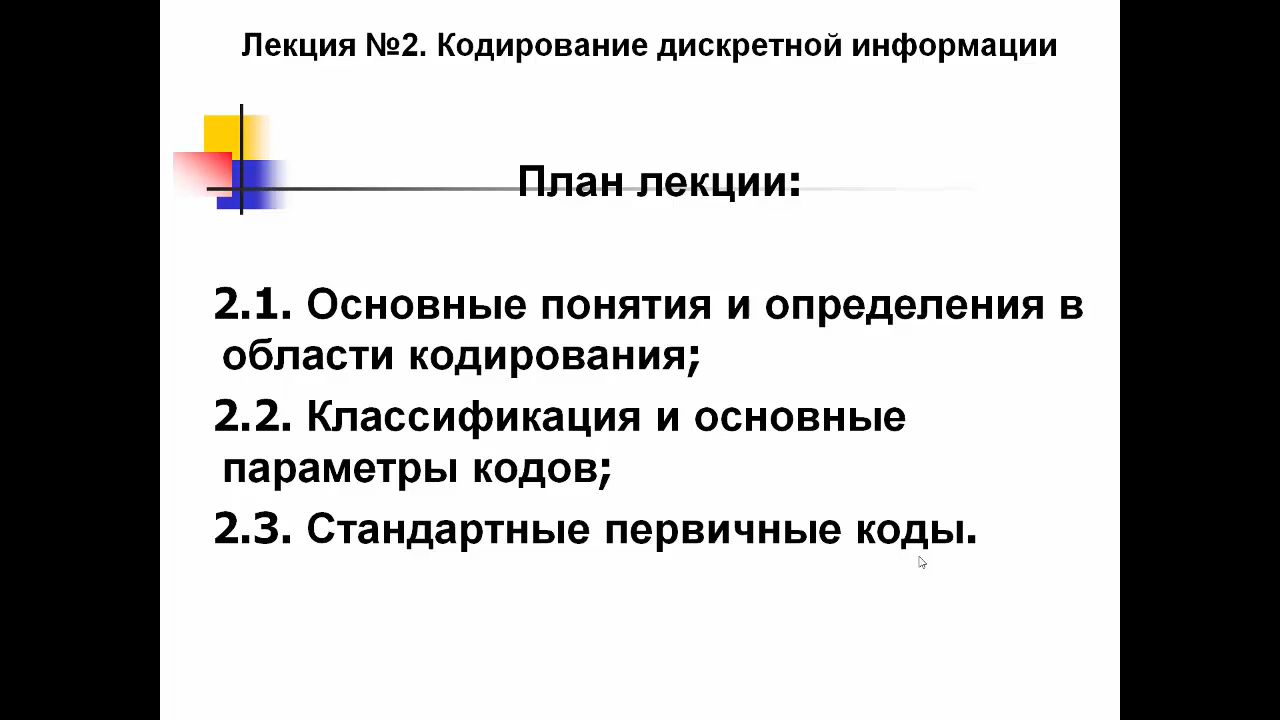 Лекция №2. Кодирование дискретной информации
План лекции:
2.1. Основные понятия и определения в
области кодирования;
2.2. Классификация и основные
параметры кодов;
2.3. Стандартные первичные коды.